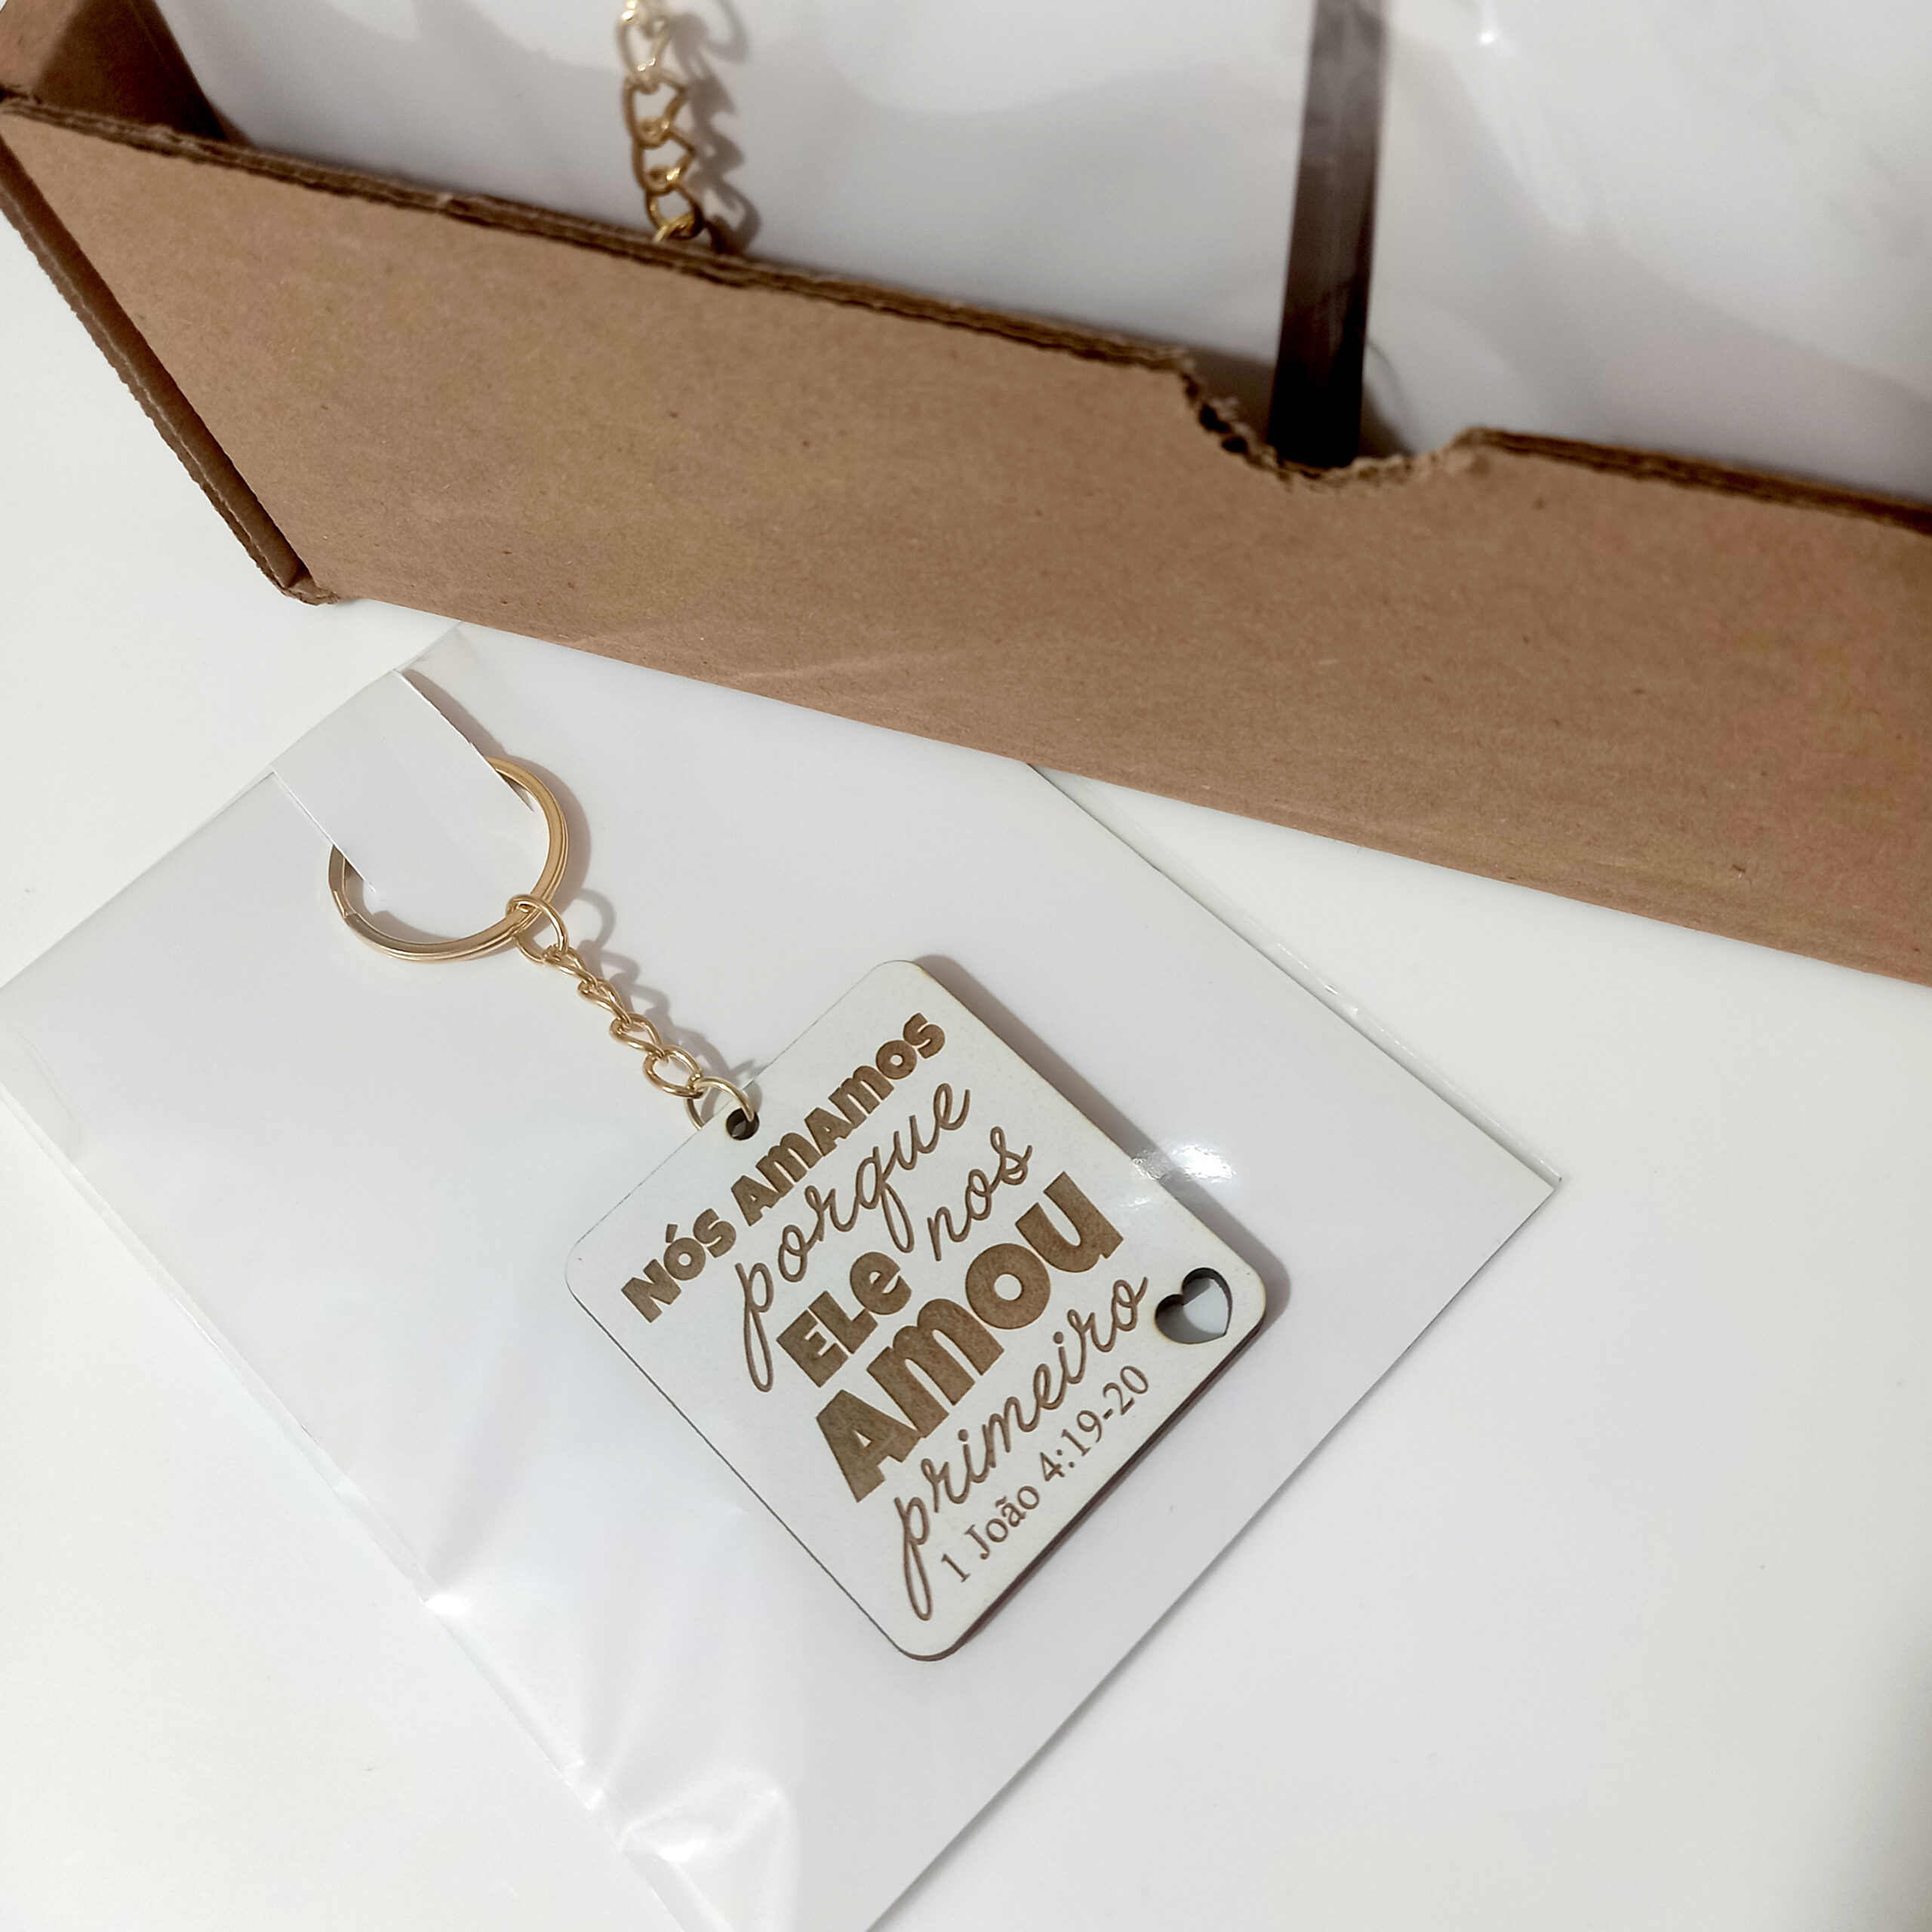 NÓS AMAMOS
porque
ELe nos
AMOU
primeiro
1 João 4:19-20